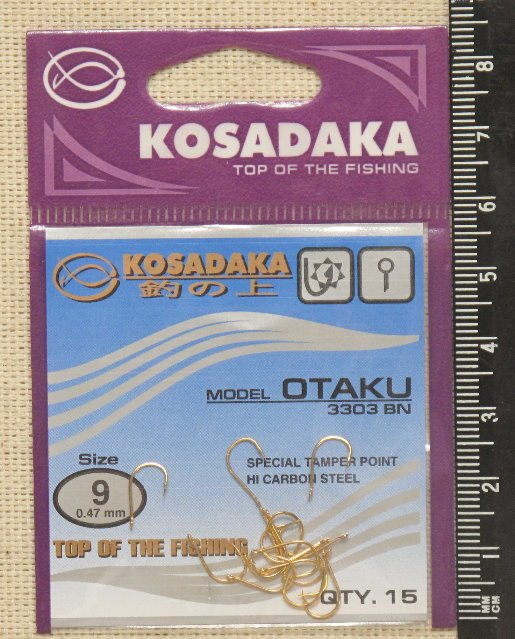 KOSADAKA
TOP OF THE FISHING
KOSADAKA
釣の上
MODEL OTAKU
3303 BN
Size
9
0.47 mm
SPECIAL TAMPER POINT
HI CARBON STEEL
TOP OF THE FISHING
QTY. 15
8
7
6
5
4
3
2
1
MM
CM